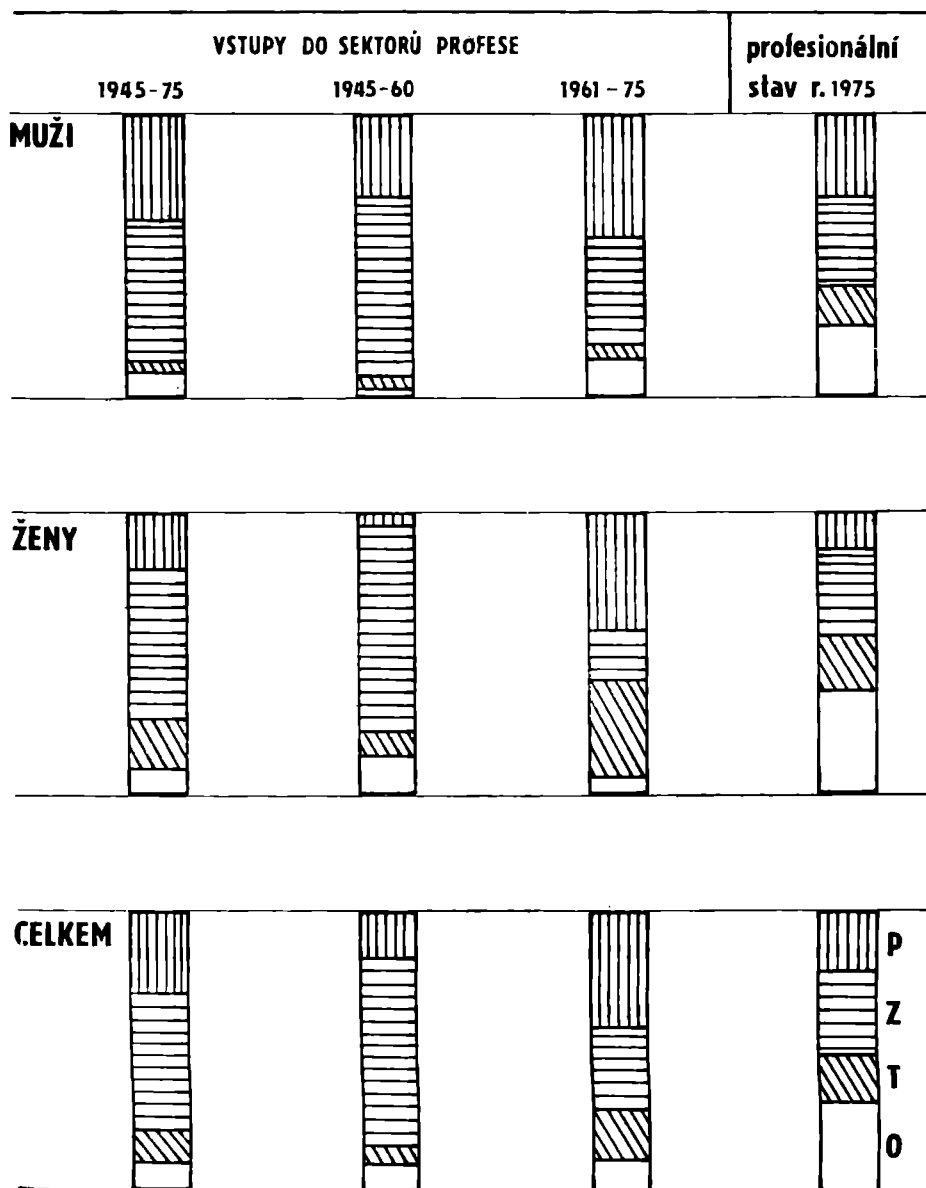 VSTUPY DO SEKTORŮ PROFESE
profesionální
stav r. 1975
1945-75
1945-60
1961-75
MUŽI
ŽENY
CELKEM
P
Z
T
O